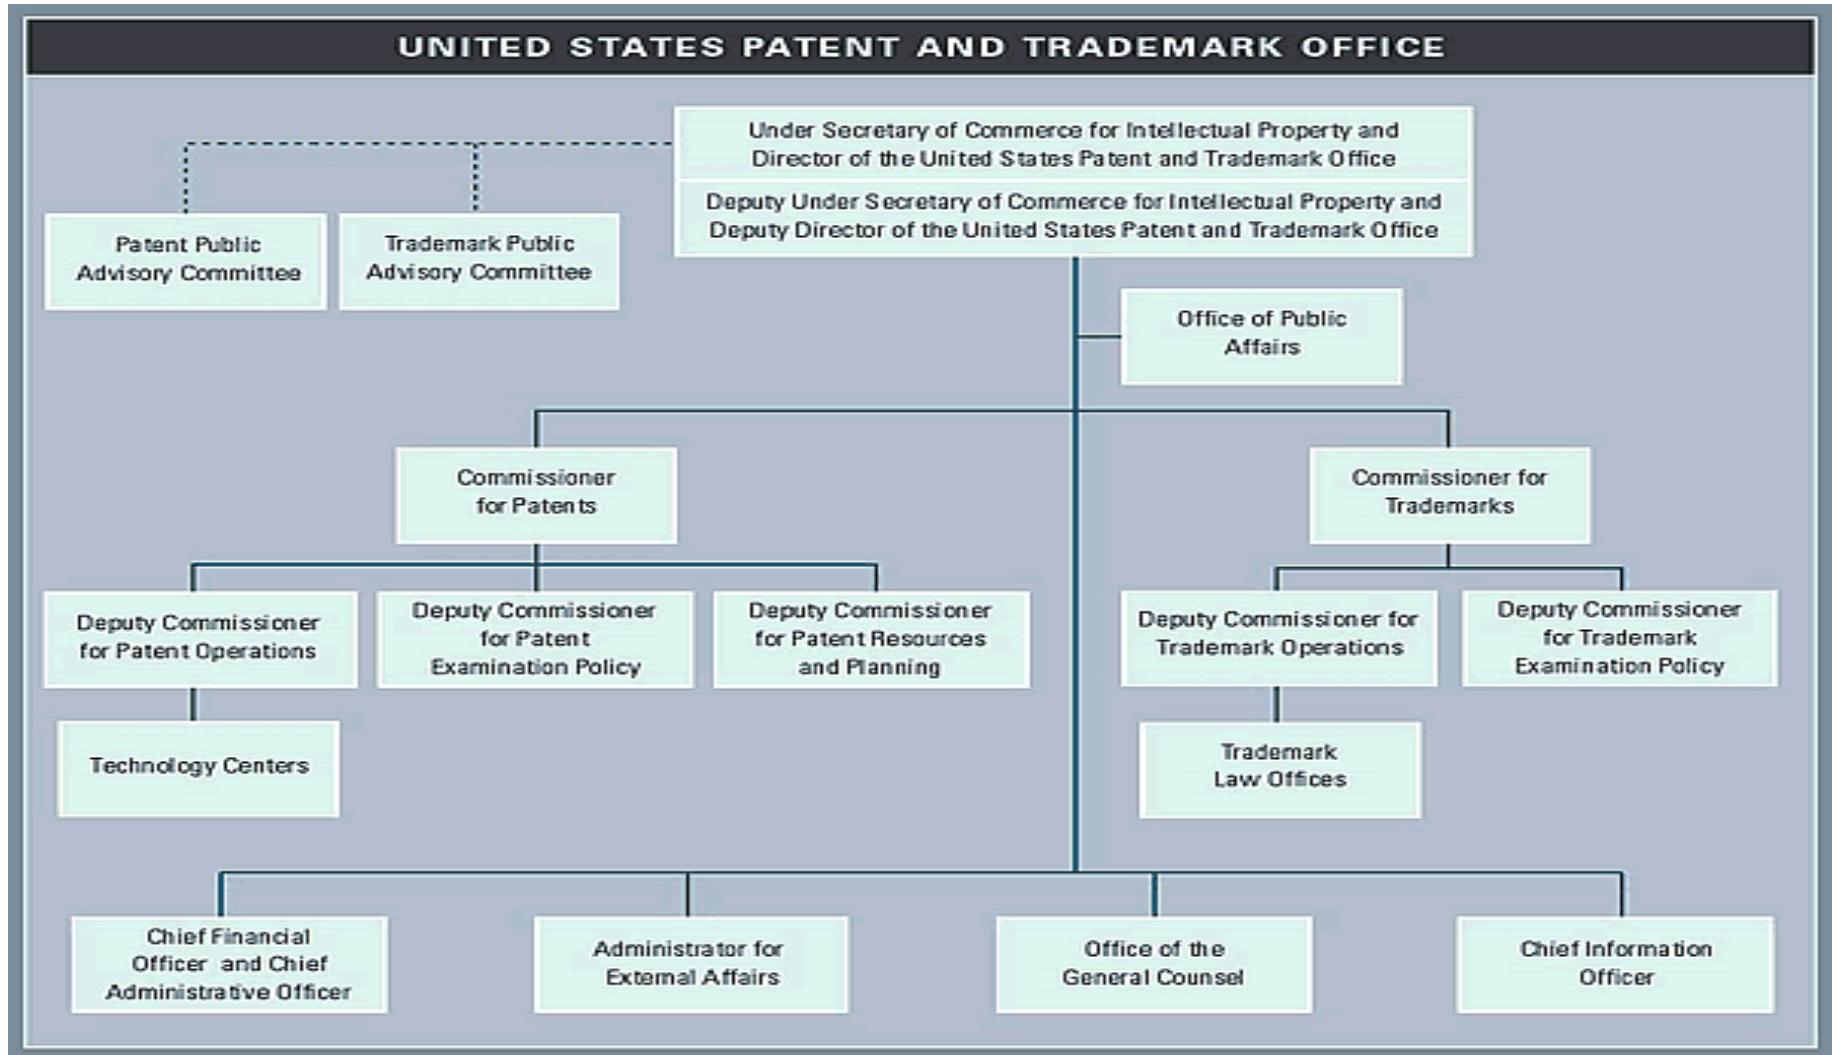 UNITED STATES PATENT AND TRADEMARK OFFICE
Under Secretary of Commerce for Intellectual Property and
Director of the United States Patent and Trademark Office
Deputy Under Secretary of Commerce for Intellectual Property and
Deputy Director of the United States Patent and Trademark Office
Patent Public
Advisory Committee
Trademark Public
Advisory Committee
Office of Public
Affairs
Commissioner
for Patents
Commissioner for
Trademarks
Deputy Commissioner
for Patent Operations
Deputy Commissioner
for Patent
Examination Policy
Deputy Commissioner
for Patent Resources
and Planning
Deputy Commissioner for
Trademark Operations
Deputy Commissioner
for Trademark
Examination Policy
Technology Centers
Trademark
Law Offices
Chief Financial
Officer and Chief
Administrative Officer
Administrator for
External Affairs
Office of the
General Counsel
Chief Information
Officer